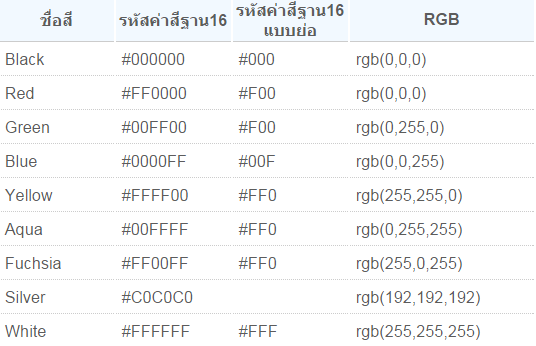 ชื่อสี รหัสค่าสีฐาน16 รหัสค่าสีฐาน16 แบบย่อ RGB
Black #000000 #000 rgb(0,0,0)
Red #FF0000 #F00 rgb(0,0,0)
Green #00FF00 #F00 rgb(0,255,0)
Blue #0000FF #00F rgb(0,0,255)
Yellow #FFFF00 #FF0 rgb(255,255,0)
Aqua #00FFFF #FF0 rgb(0,255,255)
Fuchsia #FF00FF #FF0 rgb(255,0,255)
Silver #C0C0C0 rgb(192,192,192)
White #FFFFFF #FFF rgb(255,255,255)